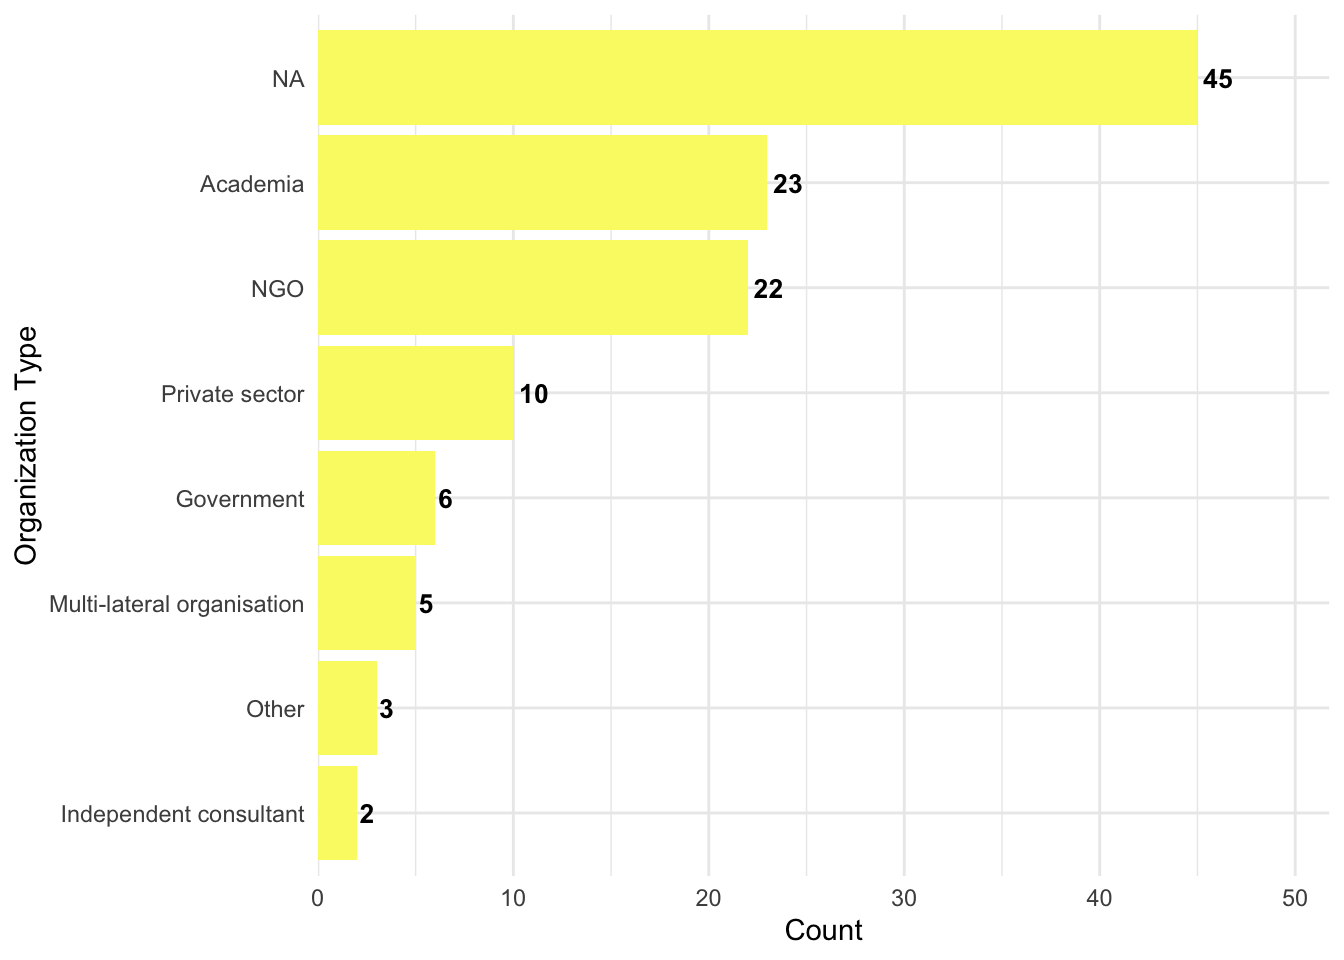 NA 45
Academia 23
NGO 22
Private sector 10
Government 6
Multi-lateral organisation 5
Other 3
Independent consultant 2
0 10 20 30 40 50
Count
Organization Type